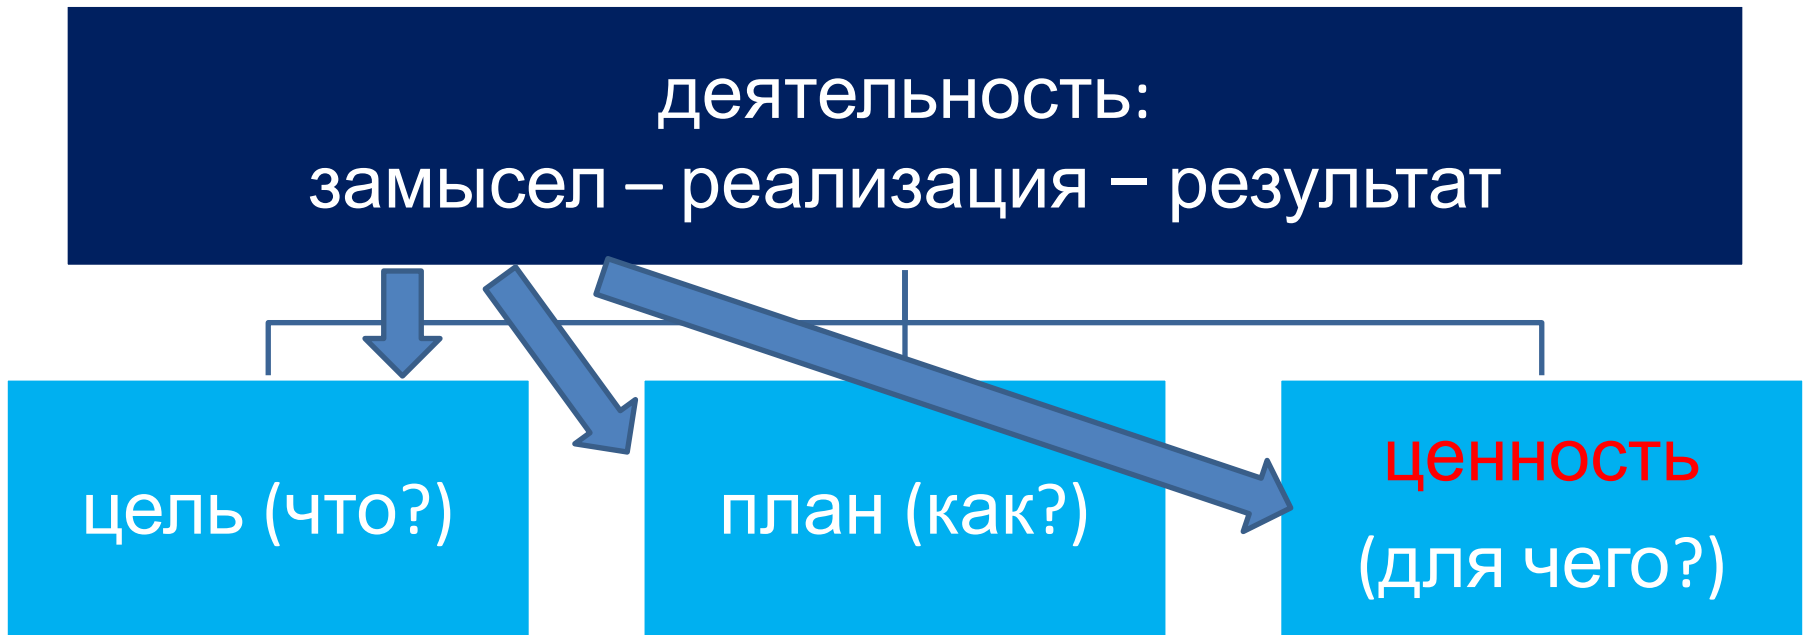 деятельность:
замысел – реализация – результат
цель (что?)
план (как?)
ценность
(для чего?)